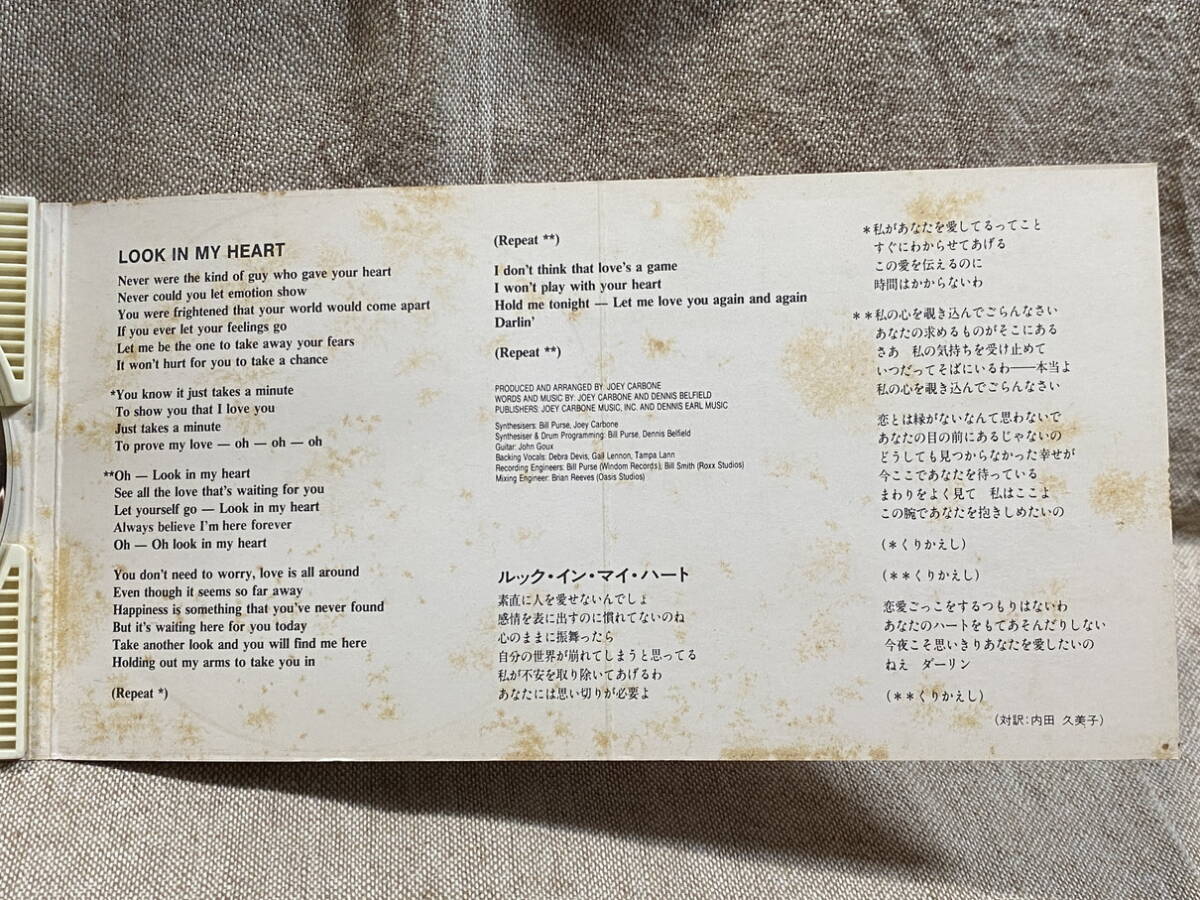 LOOK IN MY HEART
Never were the kind of guy who gave your heart
Never could you let emotion show
You were frightened that your world would come apart
If you ever let your feelings go
Let me be the one to take away your fears
It won't hurt for you to take a chance
*You know it just takes a minute
To show you that I love you
Just takes a minute
To prove my love — oh — oh — oh
**Oh — Look in my heart
See all the love that's waiting for you
Let yourself go — Look in my heart
Always believe I'm here forever
Oh — Oh look in my heart
You don't need to worry, love is all around
Even though it seems so far away
Happiness is something that you've never found
But it's waiting here for you today
Take another look and you will find me here
Holding out my arms to take you in
(Repeat *)
(Repeat **)
I don't think that love's a game
I won't play with your heart
Hold me tonight — Let me love you again and again
Darlin'
(Repeat **)
PRODUCED AND ARRANGED BY: JOEY CARBONE
WORDS AND MUSIC BY: JOEY CARBONE AND DENNIS BELFIELD
PUBLISHERS: JOEY CARBONE MUSIC, INC. AND DENNIS EARL MUSIC
Synthesisers: Bill Purse, Joey Carbone
Synthesiser & Drum Programming: Bill Purse, Dennis Belfield
Guitar: John Goux
Backing Vocals: Debra Devis, Gail Lennon, Tampa Lann
Recording Engineers: Bill Purse (Windom Records), Bill Smith (Roxx Studios)
Mixing Engineer: Brian Reeves (Oasis Studios)
ルック・イン・マイ・ハート
素直に人を愛せないんでしょ
感情を表に出すのに慣れてないのね
心のままに振舞ったら
自分の世界が崩れてしまうと思ってる
私が不安を取り除いてあげるわ
あなたには思い切りが必要よ
*私があなたを愛してるってこと
すぐにわからせてあげる
この愛を伝えるのに
時間はかからないわ
**私の心を覗き込んでごらんなさい
あなたの求めるものがそこにある
さあ 私の気持ちを受け止めて
いつだってそばにいるわ——本当よ
私の心を覗き込んでごらんなさい
恋とは縁がないなんて思わないで
あなたの目の前にあるじゃないの
どうしても見つからなかった幸せが
今ここであなたを待っている
まわりをよく見て 私はここよ
この腕であなたを抱きしめたいの
(*くりかえし)
(**くりかえし)
恋愛ごっこをするつもりはないわ
あなたのハートをもてあそんだりしない
今夜こそ思いきりあなたを愛したいの
ねえ ダーリン
(**くりかえし)
(対訳:内田 久美子)